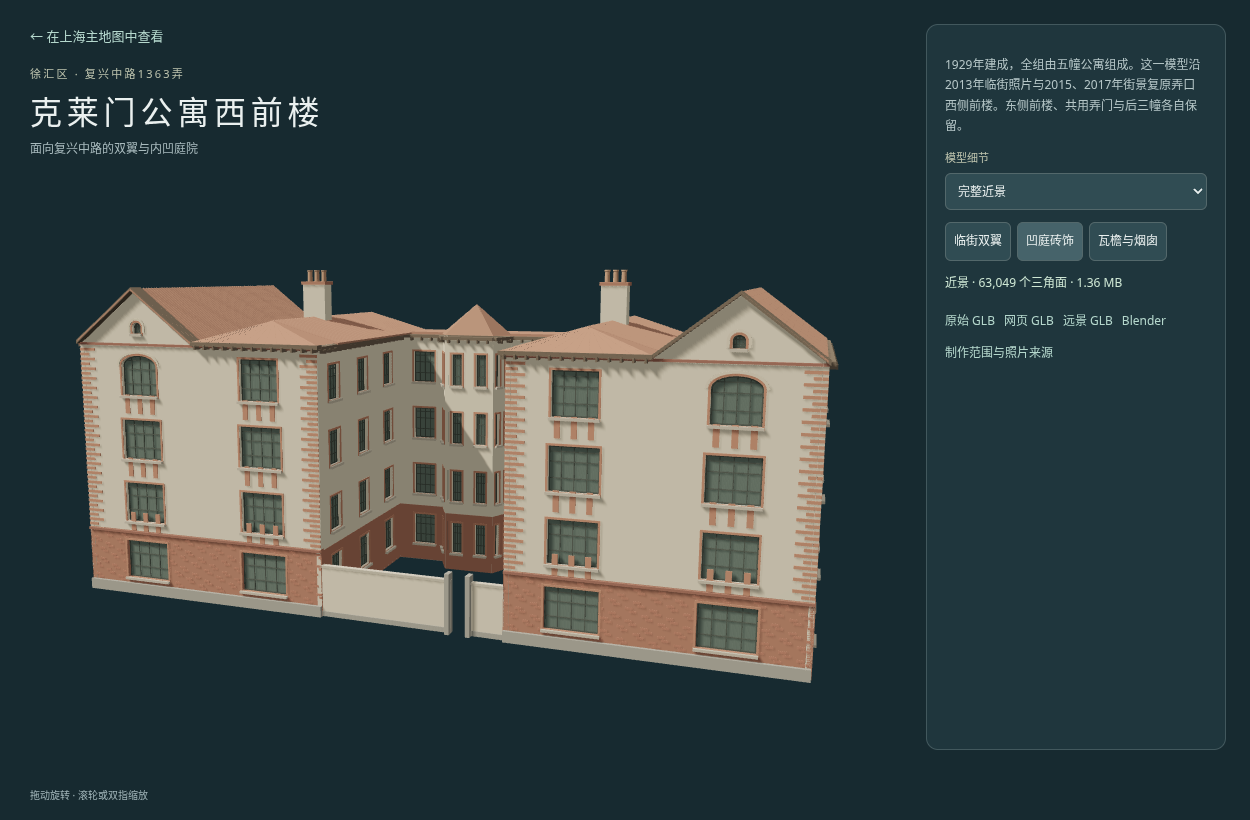 ← 在上海主地图中查看
徐汇区 · 复兴中路1363弄
克莱门公寓西前楼
面向复兴中路的双翼与内凹庭院
1929年建成，全组由五幢公寓组成。这一模型沿
2013年临街照片与2015、2017年街景复原弄口
西侧前楼。东侧前楼、共用弄门与后三幢各自保
留。
模型细节
完整近景
临街双翼 凹庭砖饰 瓦檐与烟囱
近景 · 63,049 个三角面 · 1.36 MB
原始 GLB 网页 GLB 远景 GLB Blender
制作范围与照片来源
拖动旋转 · 滚轮或双指缩放